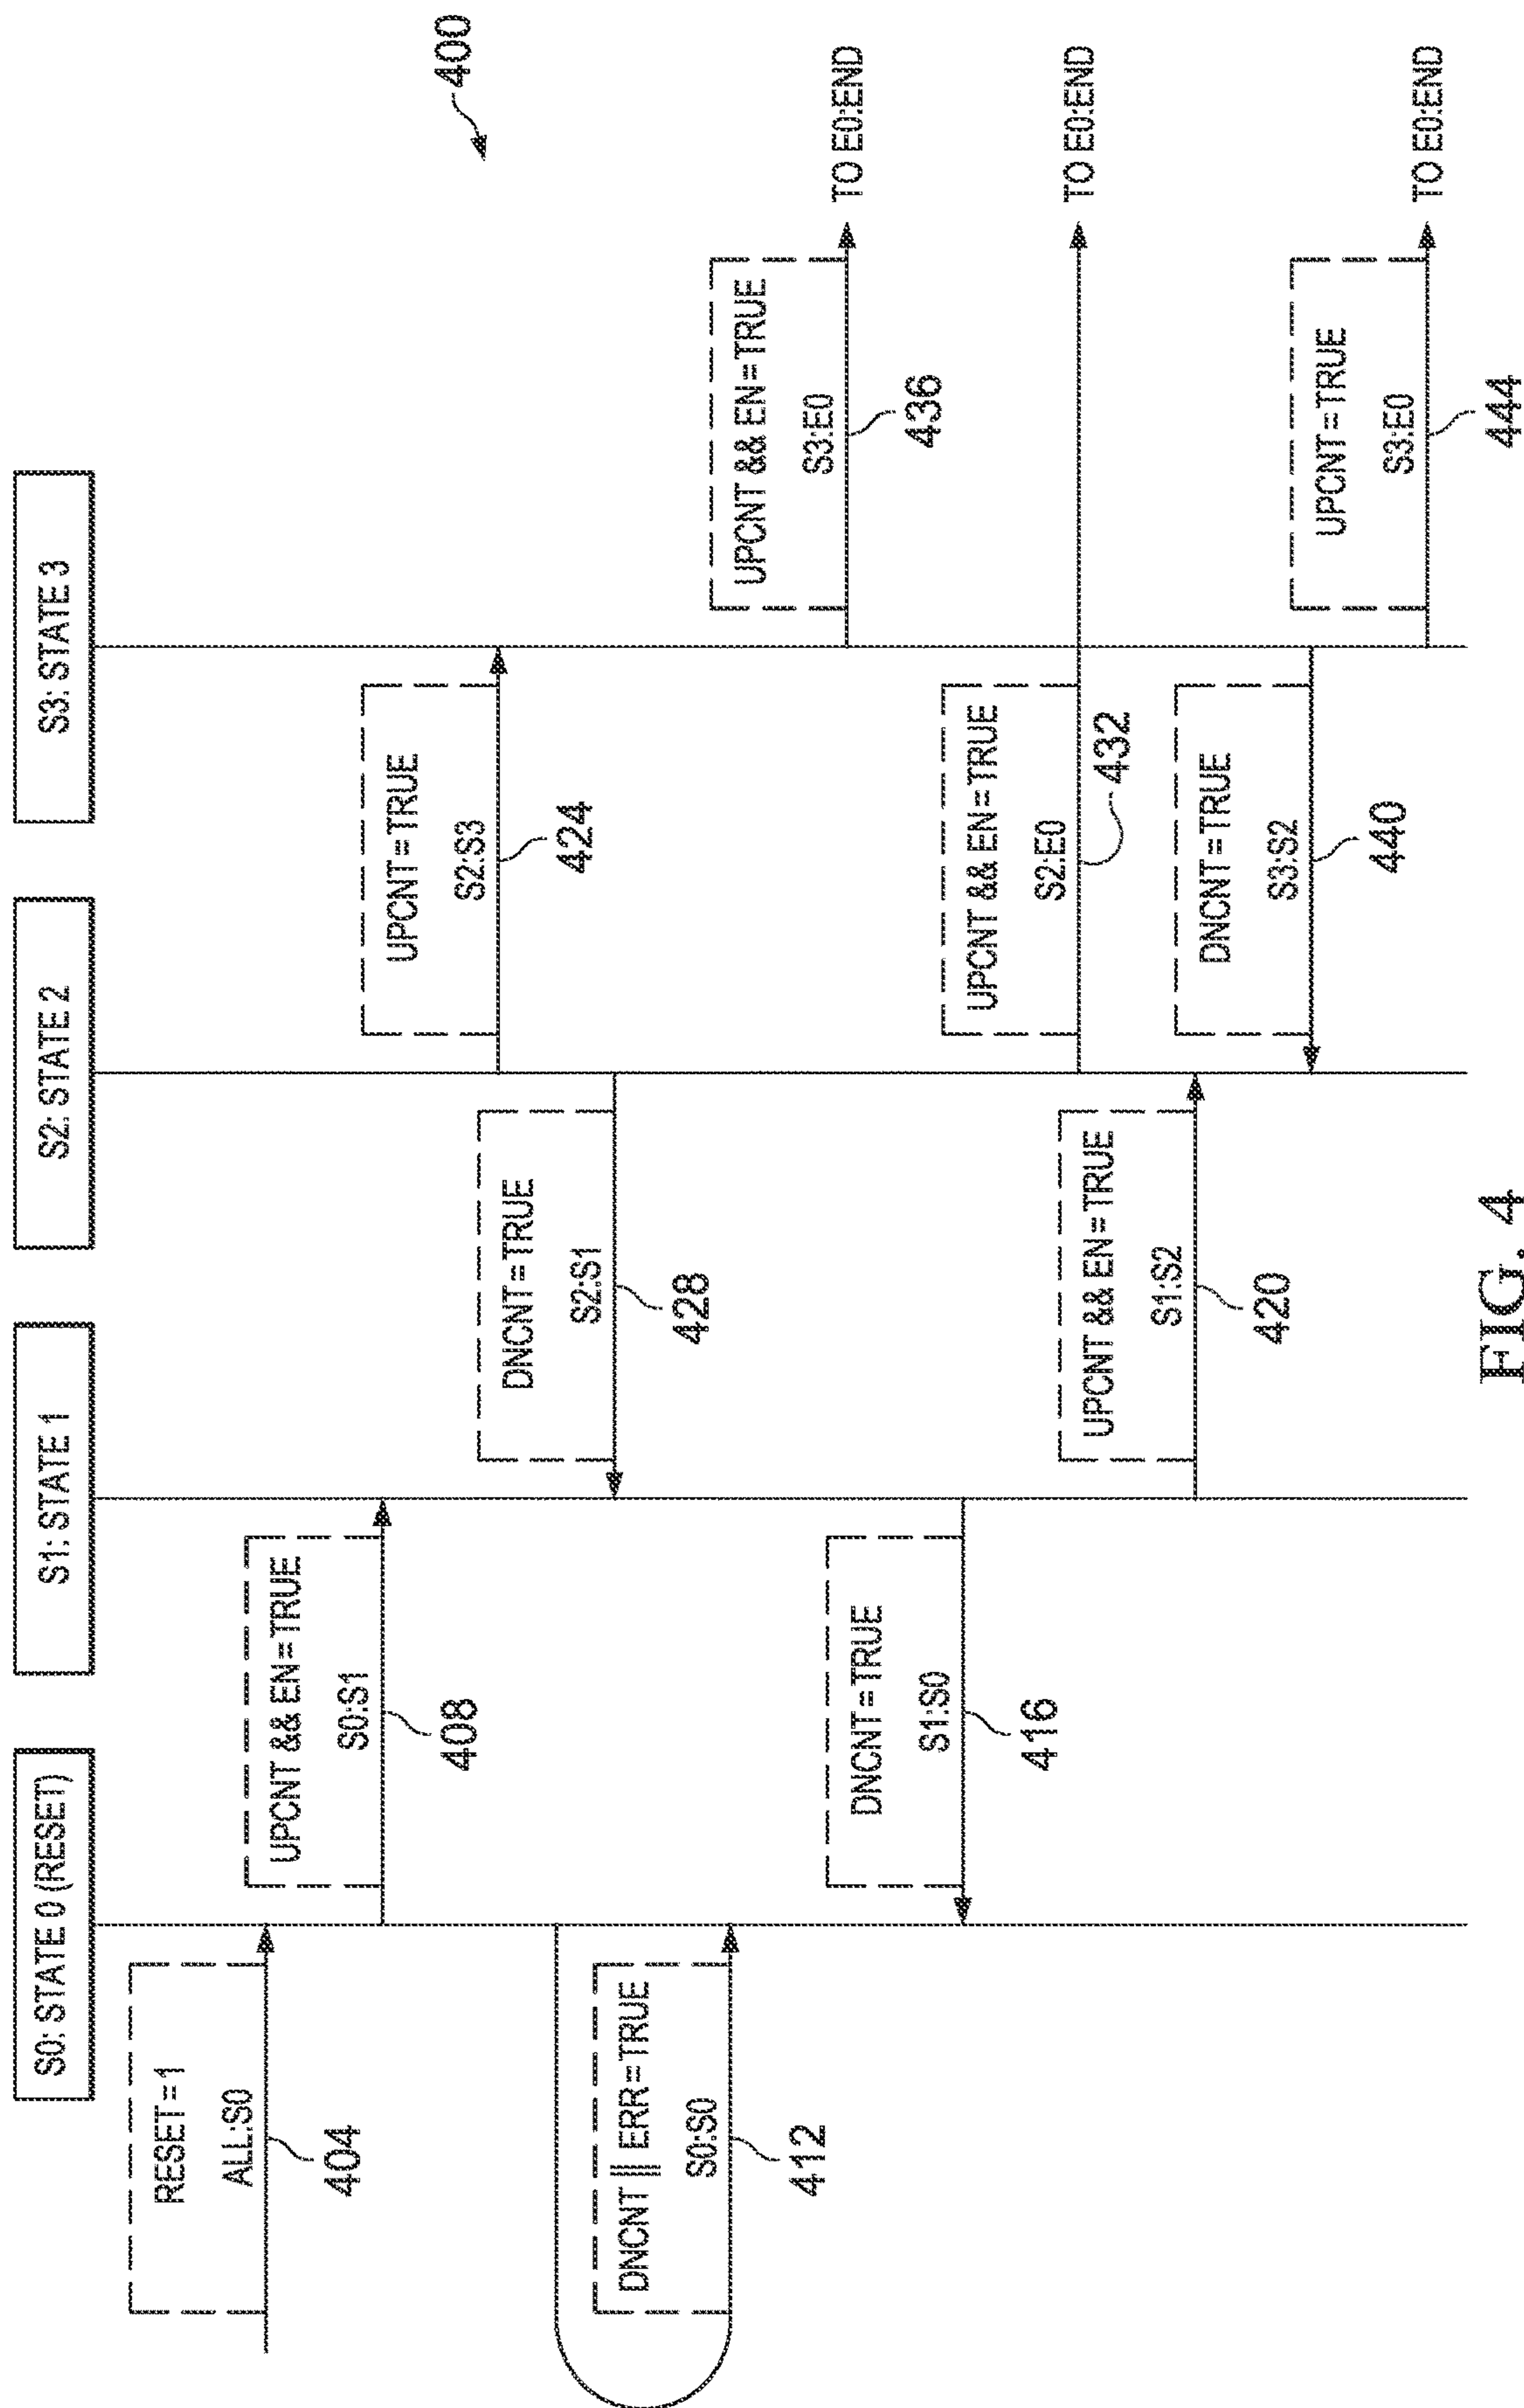 400
S0: STATE 0 (RESET)
S1: STATE 1
S2: STATE 2
S3: STATE 3
RESET = 1
ALL:S0
404
UPCNT && EN = TRUE
S0:S1
408
UPCNT = TRUE
S2:S3
424
DNCNT = TRUE
S2:S1
428
DNCNT || ERR = TRUE
S0:S0
412
UPCNT && EN = TRUE
S3:E0
TO E0:END
436
DNCNT = TRUE
S1:S0
416
UPCNT && EN = TRUE
S2:E0
TO E0:END
432
UPCNT && EN = TRUE
S1:S2
420
DNCNT = TRUE
S3:S2
440
UPCNT = TRUE
S3:E0
TO E0:END
444
FIG. 4